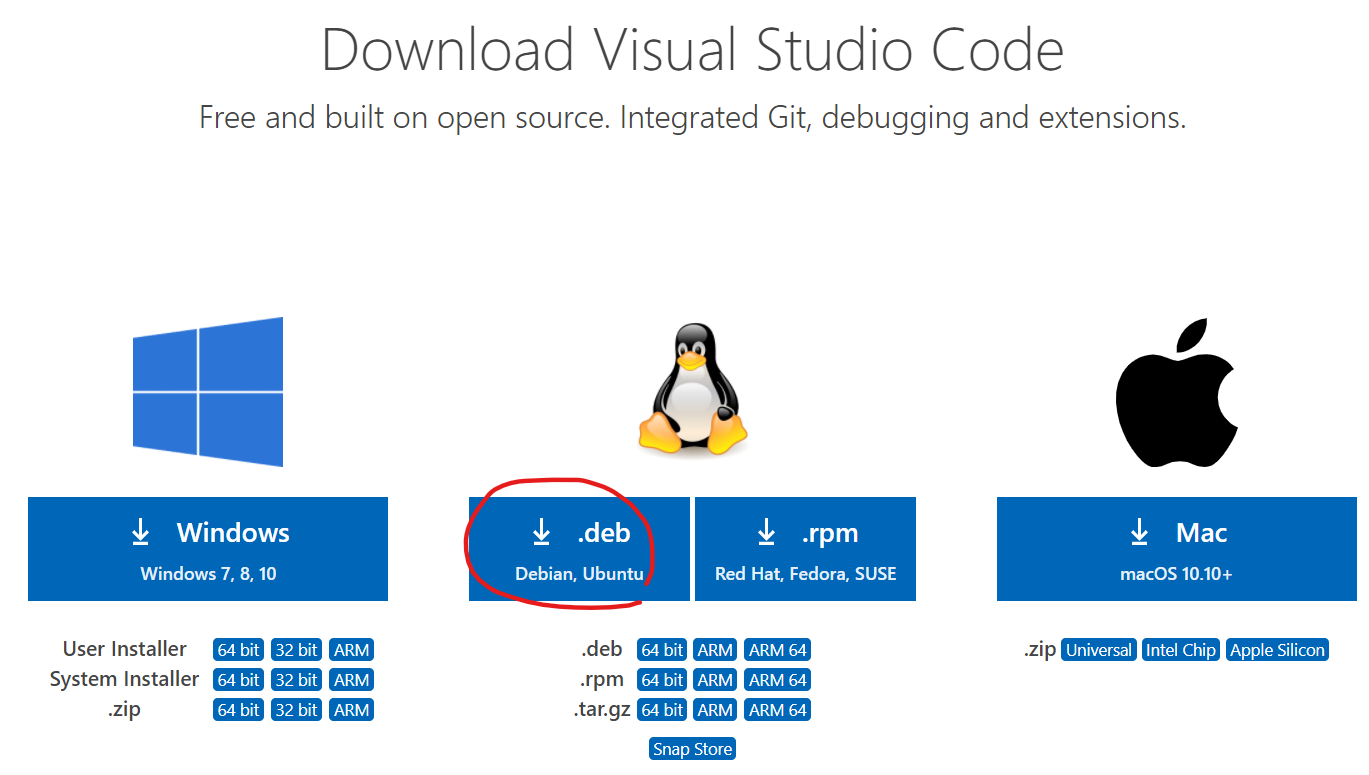 Download Visual Studio Code
Free and built on open source. Integrated Git, debugging and extensions.
Windows
Windows 7, 8, 10
User Installer 64 bit 32 bit ARM
System Installer 64 bit 32 bit ARM
.zip 64 bit 32 bit ARM
.deb
Debian, Ubuntu
.rpm
Red Hat, Fedora, SUSE
.deb 64 bit ARM ARM 64
.rpm 64 bit ARM ARM 64
.tar.gz 64 bit ARM ARM 64
Snap Store
Mac
macOS 10.10+
.zip Universal Intel Chip Apple Silicon